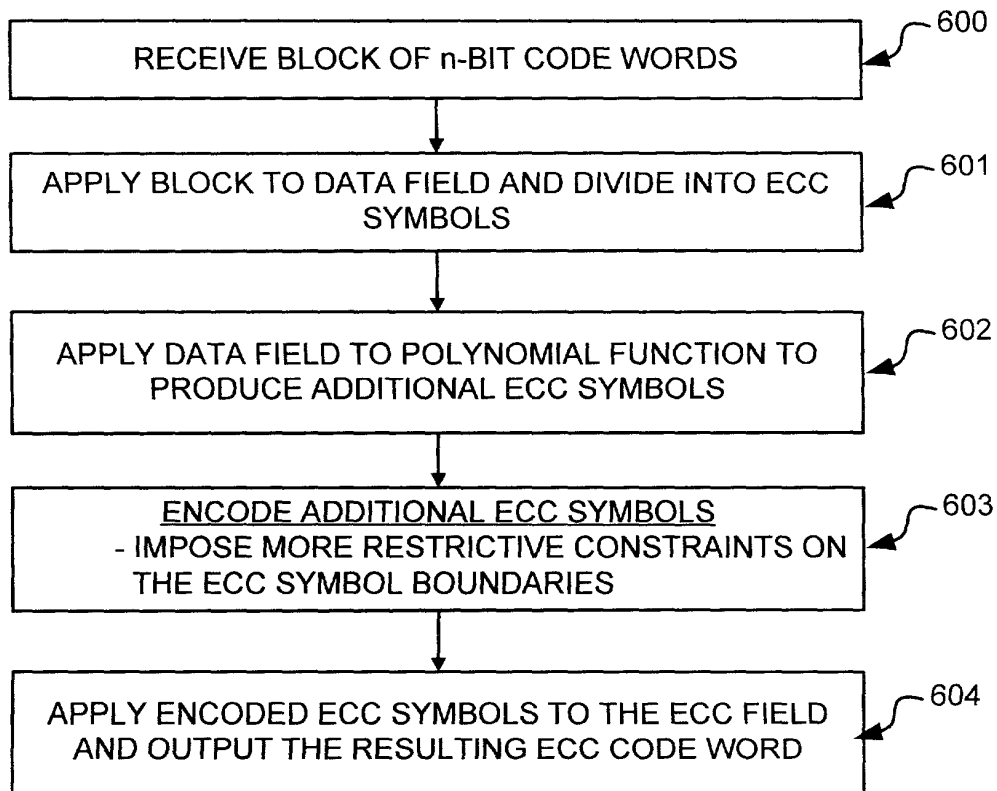 600
RECEIVE BLOCK OF n-BIT CODE WORDS
601
APPLY BLOCK TO DATA FIELD AND DIVIDE INTO ECC
SYMBOLS
602
APPLY DATA FIELD TO POLYNOMIAL FUNCTION TO
PRODUCE ADDITIONAL ECC SYMBOLS
603
ENCODE ADDITIONAL ECC SYMBOLS
- IMPOSE MORE RESTRICTIVE CONSTRAINTS ON
THE ECC SYMBOL BOUNDARIES
604
APPLY ENCODED ECC SYMBOLS TO THE ECC FIELD
AND OUTPUT THE RESULTING ECC CODE WORD